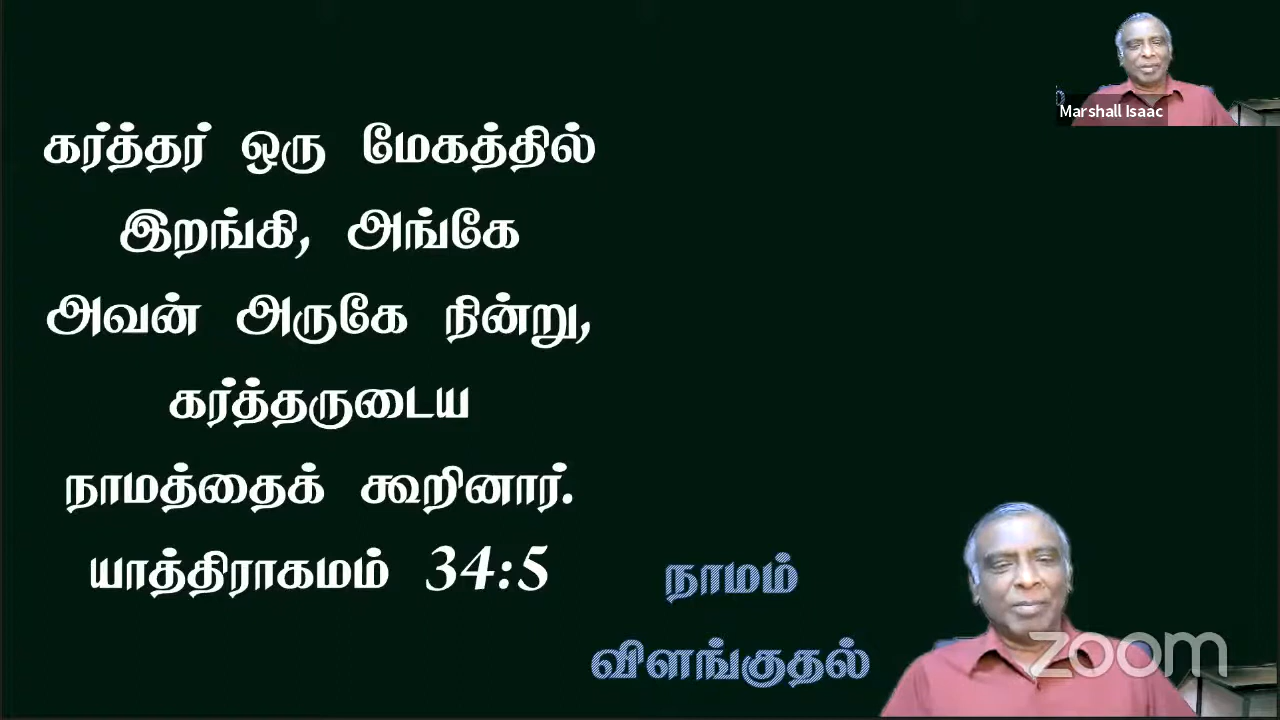 கர்த்தர் ஒரு மேகத்தில்
இறங்கி, அங்கே
அவன் அருகே நின்று,
கர்த்தருடைய
நாமத்தைக் கூறினார்.
யாத்திராகமம் 34:5
நாமம்
விளங்குதல்
Marshall Isaac
zoom